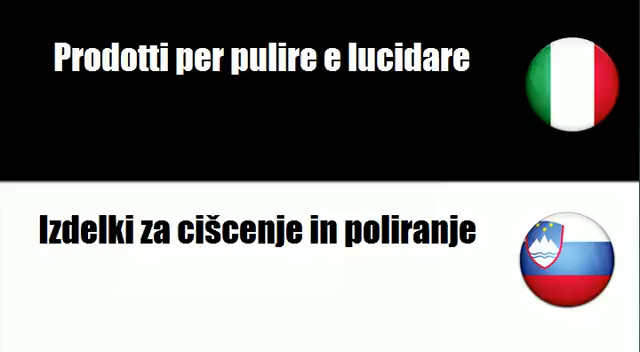 Prodotti per pulire e lucidare
Izdelki za cišcenje in poliranje